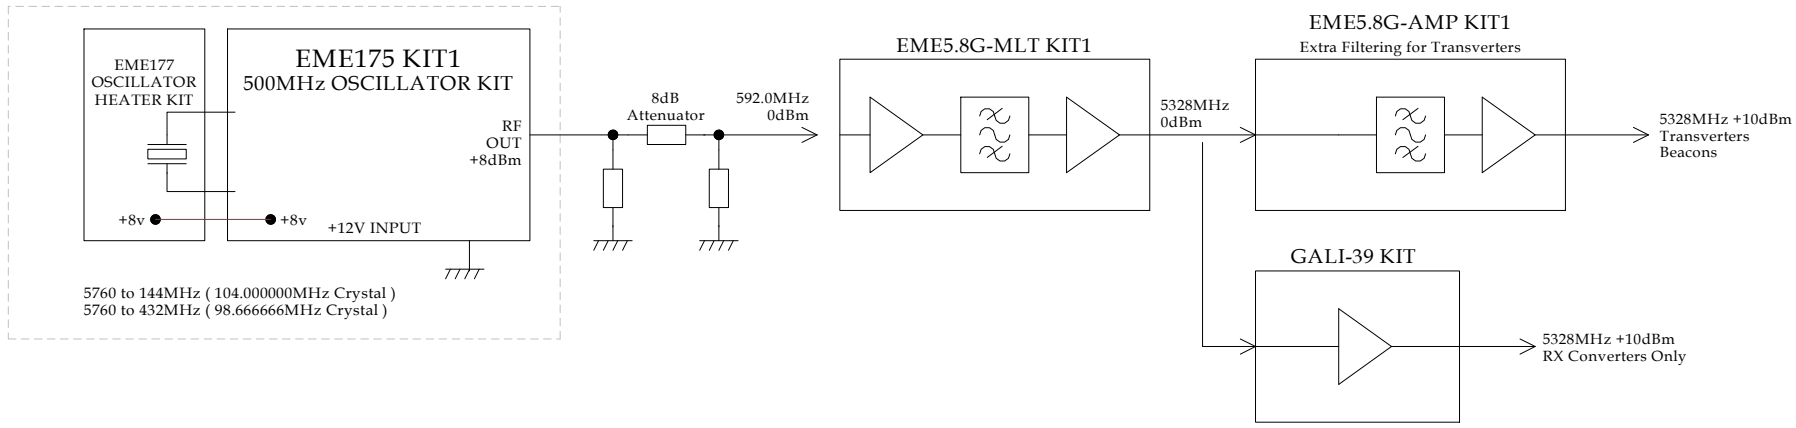 EME177
OSCILLATOR
HEATER KIT
+8v
EME175 KIT1
500MHz OSCILLATOR KIT
RF
OUT
+8dBm
+8v
+12V INPUT
5760 to 144MHz ( 104.000000MHz Crystal )
5760 to 432MHz ( 98.666666MHz Crystal )
8dB
Attenuator
592.0MHz
0dBm
EME5.8G-MLT KIT1
5328MHz
0dBm
EME5.8G-AMP KIT1
Extra Filtering for Transverters
5328MHz +10dBm
Transverters
Beacons
GALI-39 KIT
5328MHz +10dBm
RX Converters Only